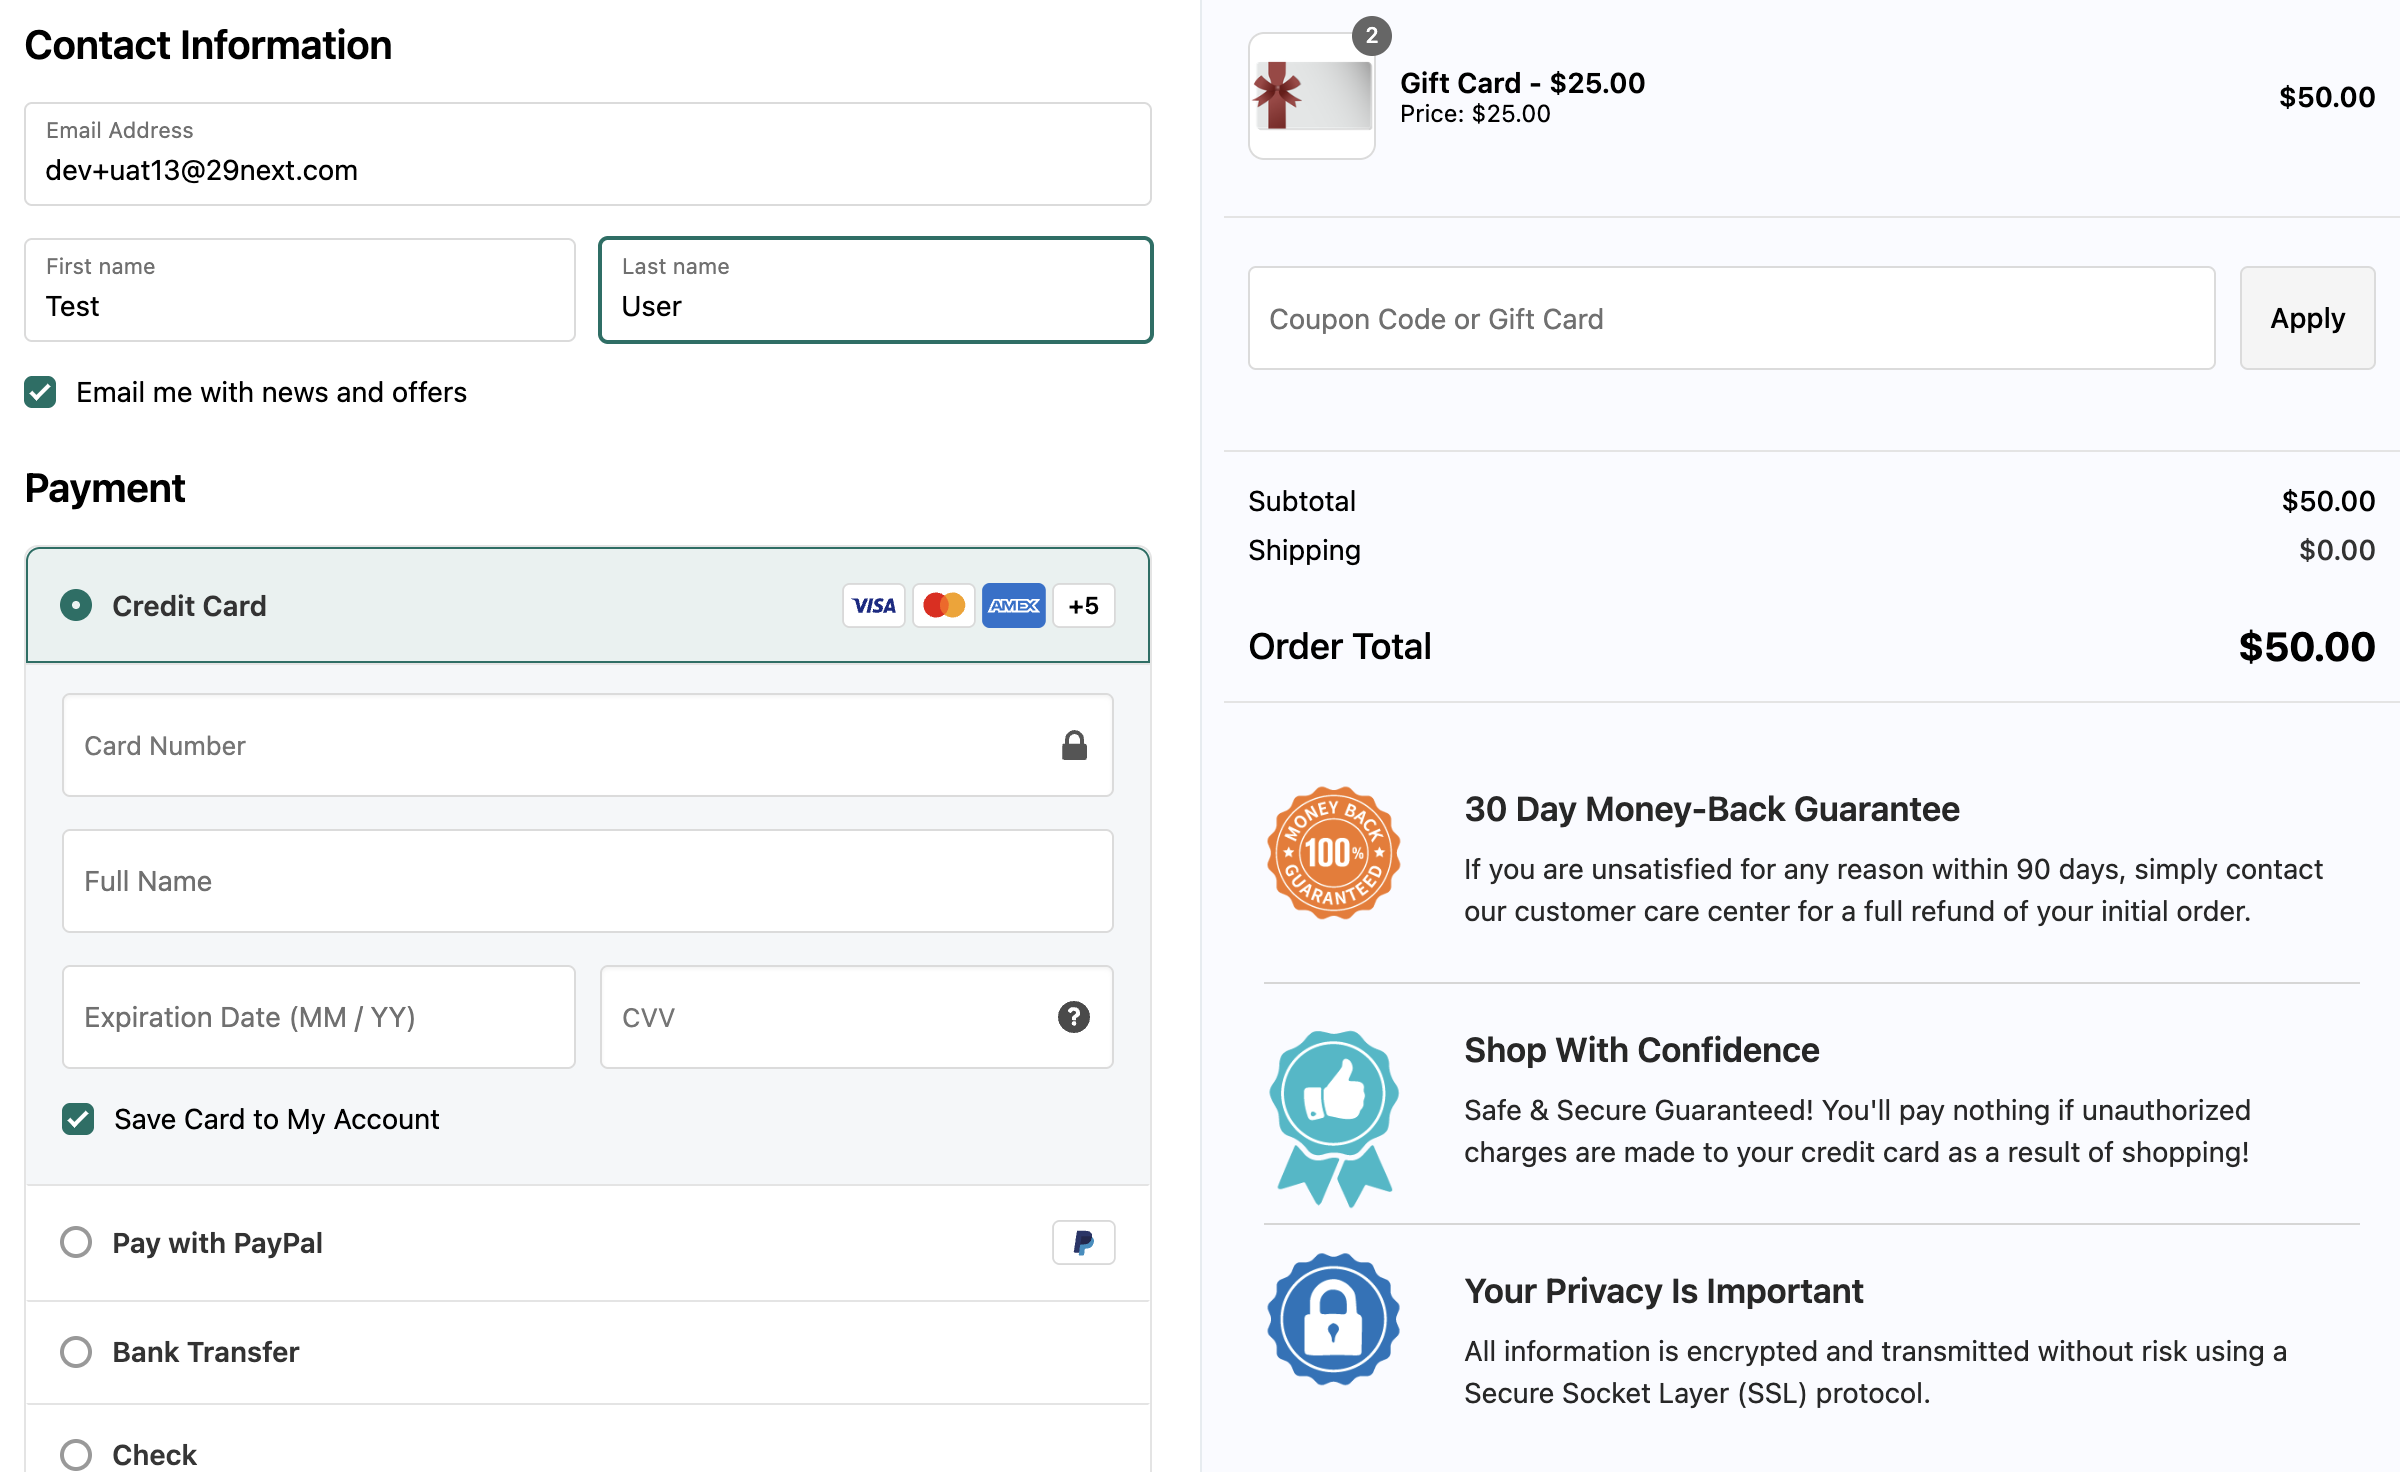 Contact Information
Email Address
dev+uat13@29next.com
First name
Test
Last name
User
Email me with news and offers
Payment
Credit Card
VISA
AMEX
+5
Card Number
Full Name
Expiration Date (MM / YY)
CVV
?
Save Card to My Account
Pay with PayPal
Bank Transfer
Check
2
Gift Card - $25.00
Price: $25.00
$50.00
Coupon Code or Gift Card
Apply
Subtotal
$50.00
Shipping
$0.00
Order Total
$50.00
MONEY BACK
100%
GUARANTEED
30 Day Money-Back Guarantee
If you are unsatisfied for any reason within 90 days, simply contact
our customer care center for a full refund of your initial order.
Shop With Confidence
Safe & Secure Guaranteed! You'll pay nothing if unauthorized
charges are made to your credit card as a result of shopping!
Your Privacy Is Important
All information is encrypted and transmitted without risk using a
Secure Socket Layer (SSL) protocol.